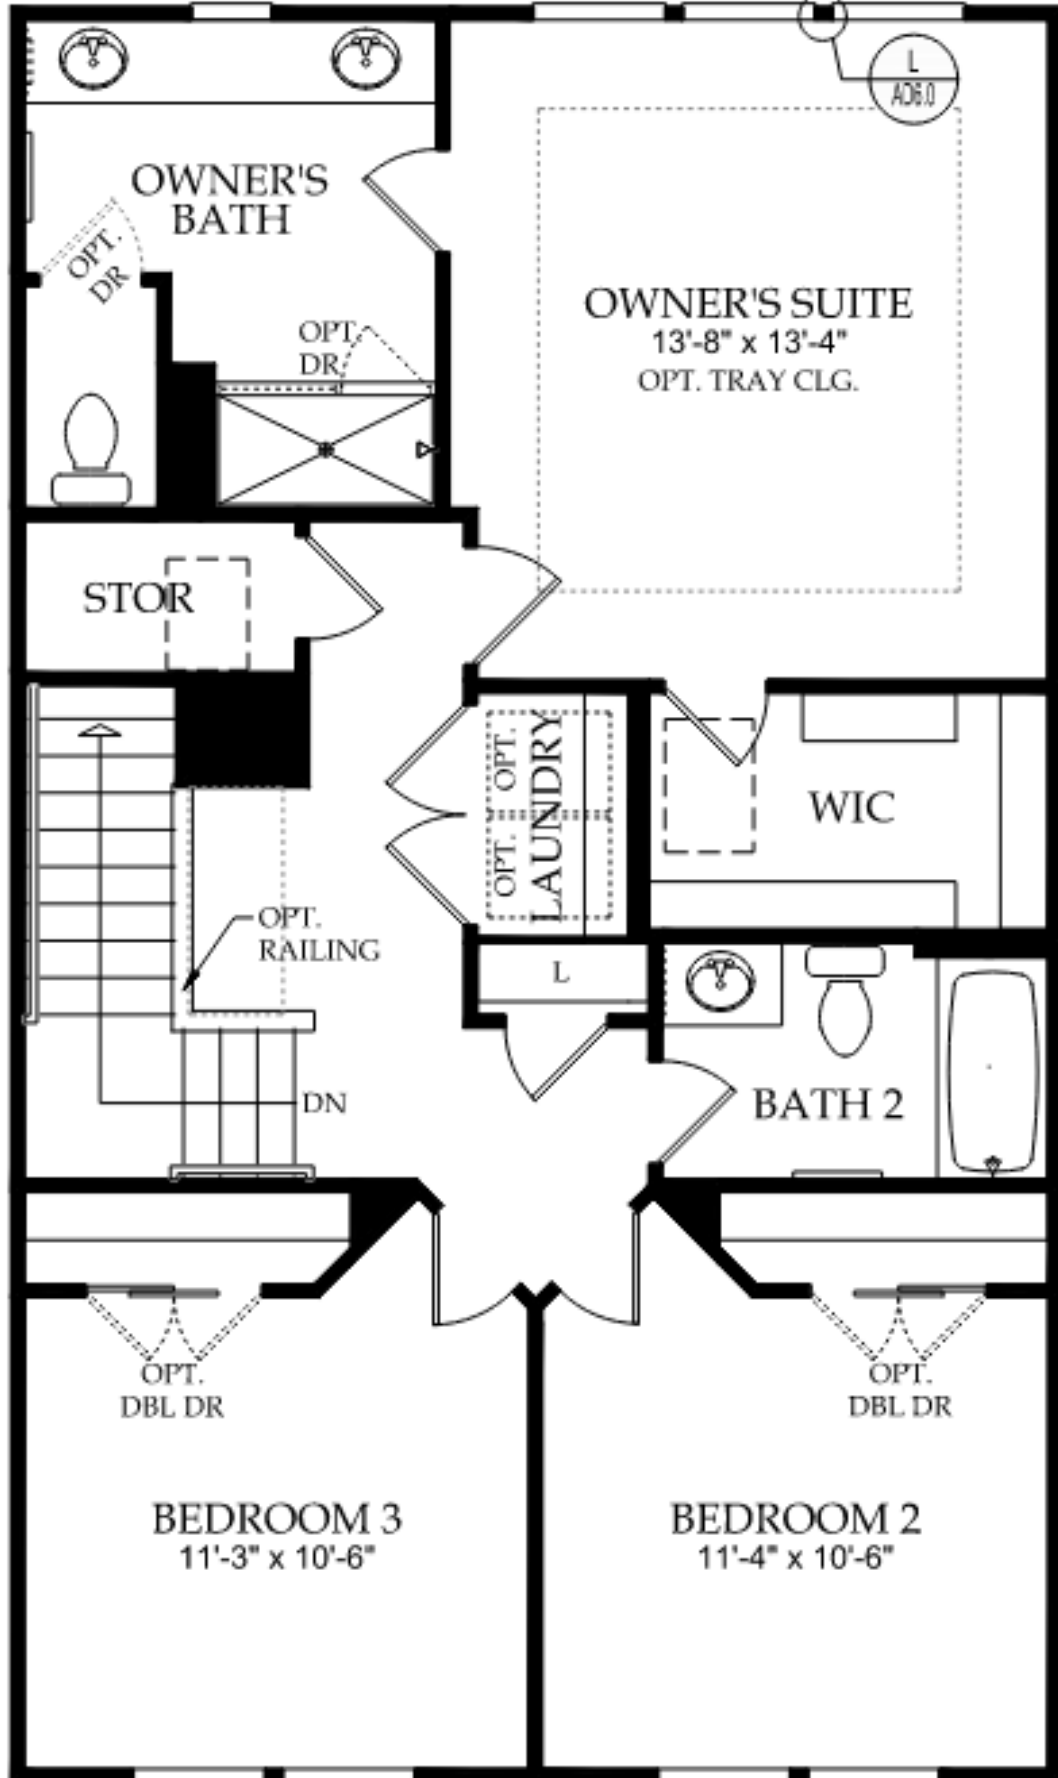 L
AD6.0
OWNER'S
BATH
OPT.
DR
OWNER'S SUITE
13'-8" x 13'-4"
OPT. TRAY CLG.
OPT.
DR
STOR
OPT.
OPT.
LAUNDRY
WIC
OPT.
RAILING
L
DN
BATH 2
OPT.
DBL DR
OPT.
DBL DR
BEDROOM 3
11'-3" x 10'-6"
BEDROOM 2
11'-4" x 10'-6"